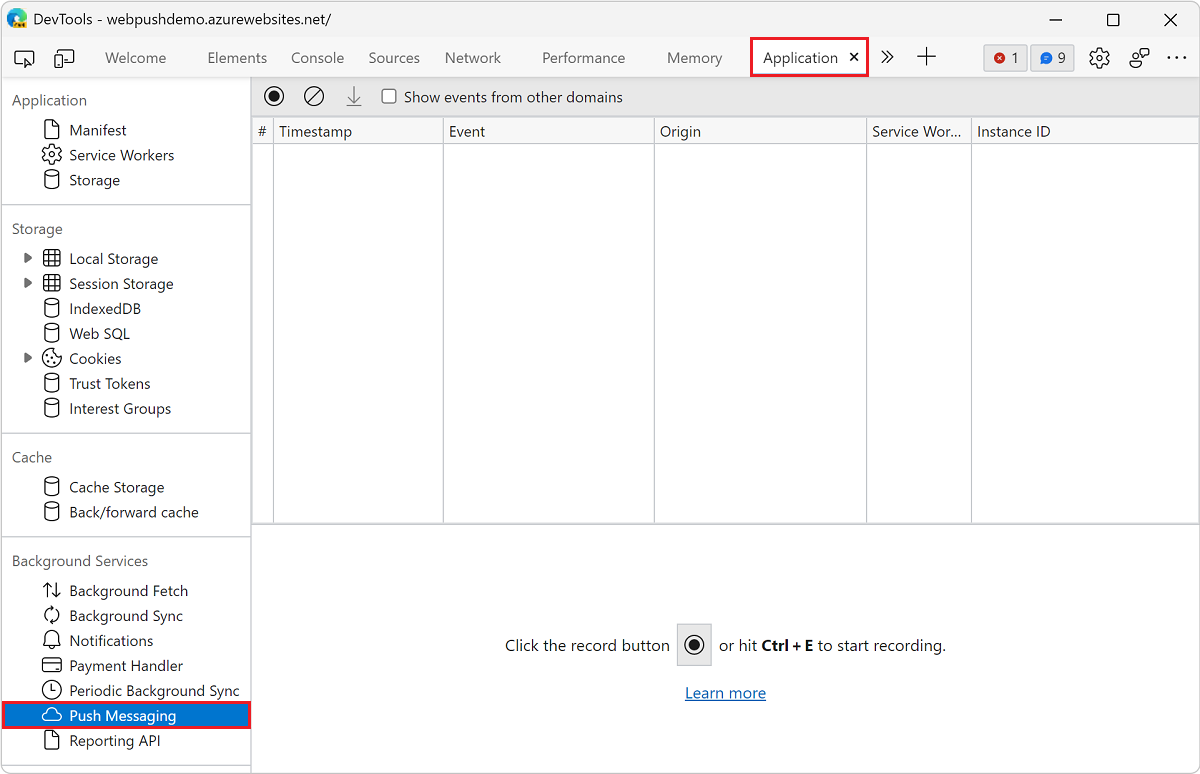 DevTools - webpushdemo.azurewebsites.net/
Welcome Elements Console Sources Network Performance Memory Application 1 9
Application
Manifest
Service Workers
Storage
Storage
Local Storage
Session Storage
IndexedDB
Web SQL
Cookies
Trust Tokens
Interest Groups
Cache
Cache Storage
Back/forward cache
Background Services
Background Fetch
Background Sync
Notifications
Payment Handler
Periodic Background Sync
Push Messaging
Reporting API
Show events from other domains
# Timestamp Event Origin Service Wor... Instance ID
Click the record button or hit Ctrl + E to start recording.
Learn more